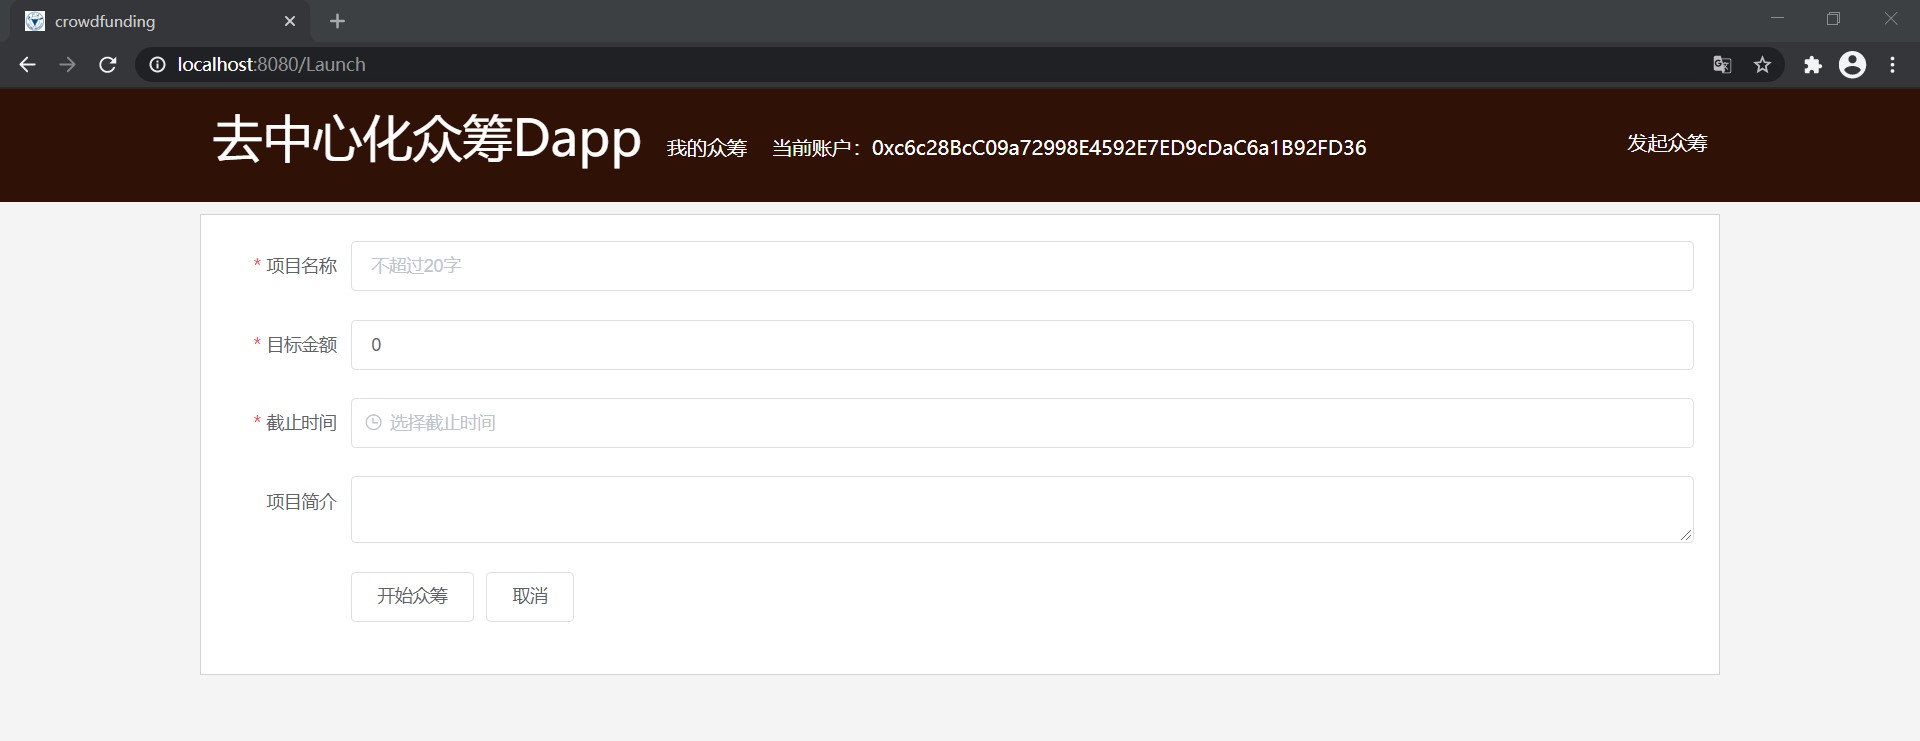 crowdfunding
localhost:8080/Launch
去中心化众筹Dapp 我的众筹 当前账户：0xc6c28BcC09a72998E4592E7ED9cDaC6a1B92FD36 发起众筹
* 项目名称 不超过20字
* 目标金额 0
* 截止时间 选择截止时间
项目简介
开始众筹 取消